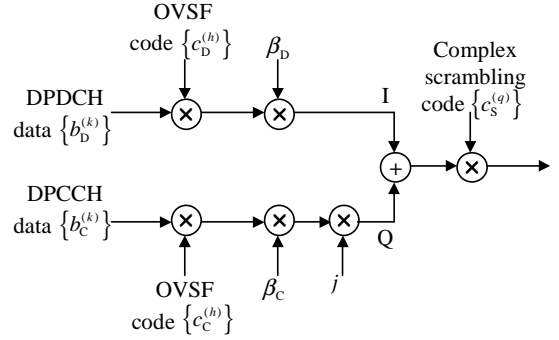 OVSF
code {c_D^(h)}
β_D
Complex
scrambling
code {c_S^(q)}
DPDCH
data {b_D^(k)}
I
×
×
×
+
DPCCH
data {b_C^(k)}
×
×
×
Q
OVSF
code {c_C^(h)}
β_C
j